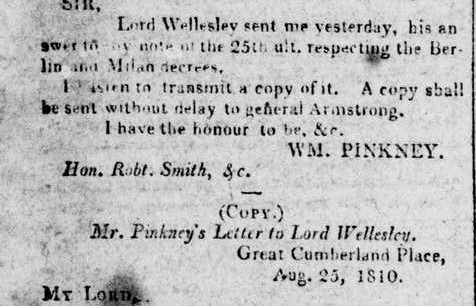 SIR,
Lord Wellesley sent me yesterday, his an-
swer to my note of the 25th ult. respecting the Ber-
lin and Milan decrees.
I hasten to transmit a copy of it. A copy shall
be sent without delay to general Armstrong.
I have the honour to be, &c.
WM. PINKNEY.
Hon. Robt. Smith, &c.
(COPY.)
Mr. Pinkney's Letter to Lord Wellesley.
Great Cumberland Place,
Aug. 25, 1810.
MY LORD,